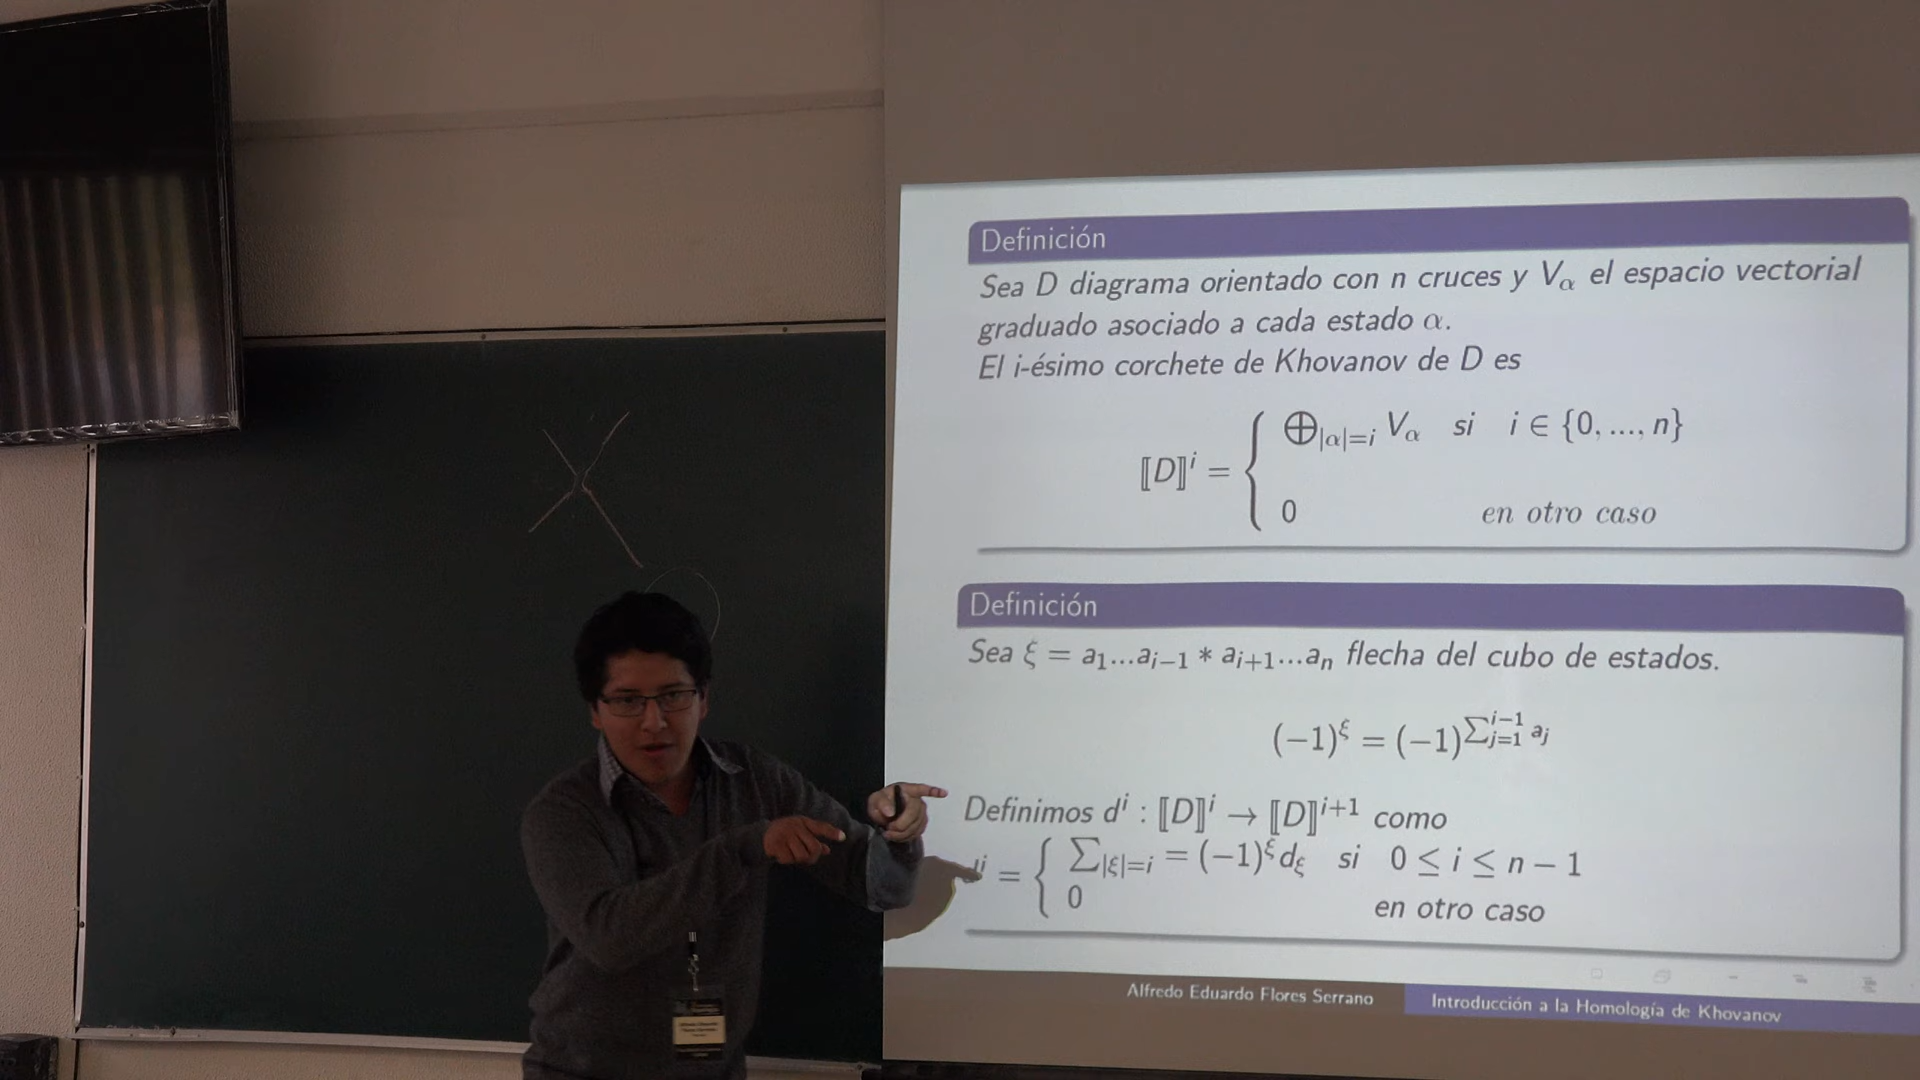 Definición
Sea D diagrama orientado con n cruces y V_α el espacio vectorial
graduado asociado a cada estado α.
El i-ésimo corchete de Khovanov de D es
⟦D⟧^i = { ⊕_{|α|=i} V_α si i ∈ {0, ..., n}
0 en otro caso
Definición
Sea ξ = a_1...a_{i−1} * a_{i+1}...a_n flecha del cubo de estados.
(−1)^ξ = (−1)^{∑_{j=1}^{i−1} a_j}
Definimos d^i : ⟦D⟧^i → ⟦D⟧^{i+1} como
d^i = { ∑_{|ξ|=i} = (−1)^ξ d_ξ si 0 ≤ i ≤ n − 1
0 en otro caso
Alfredo Eduardo Flores Serrano
Introducción a la Homología de Khovanov